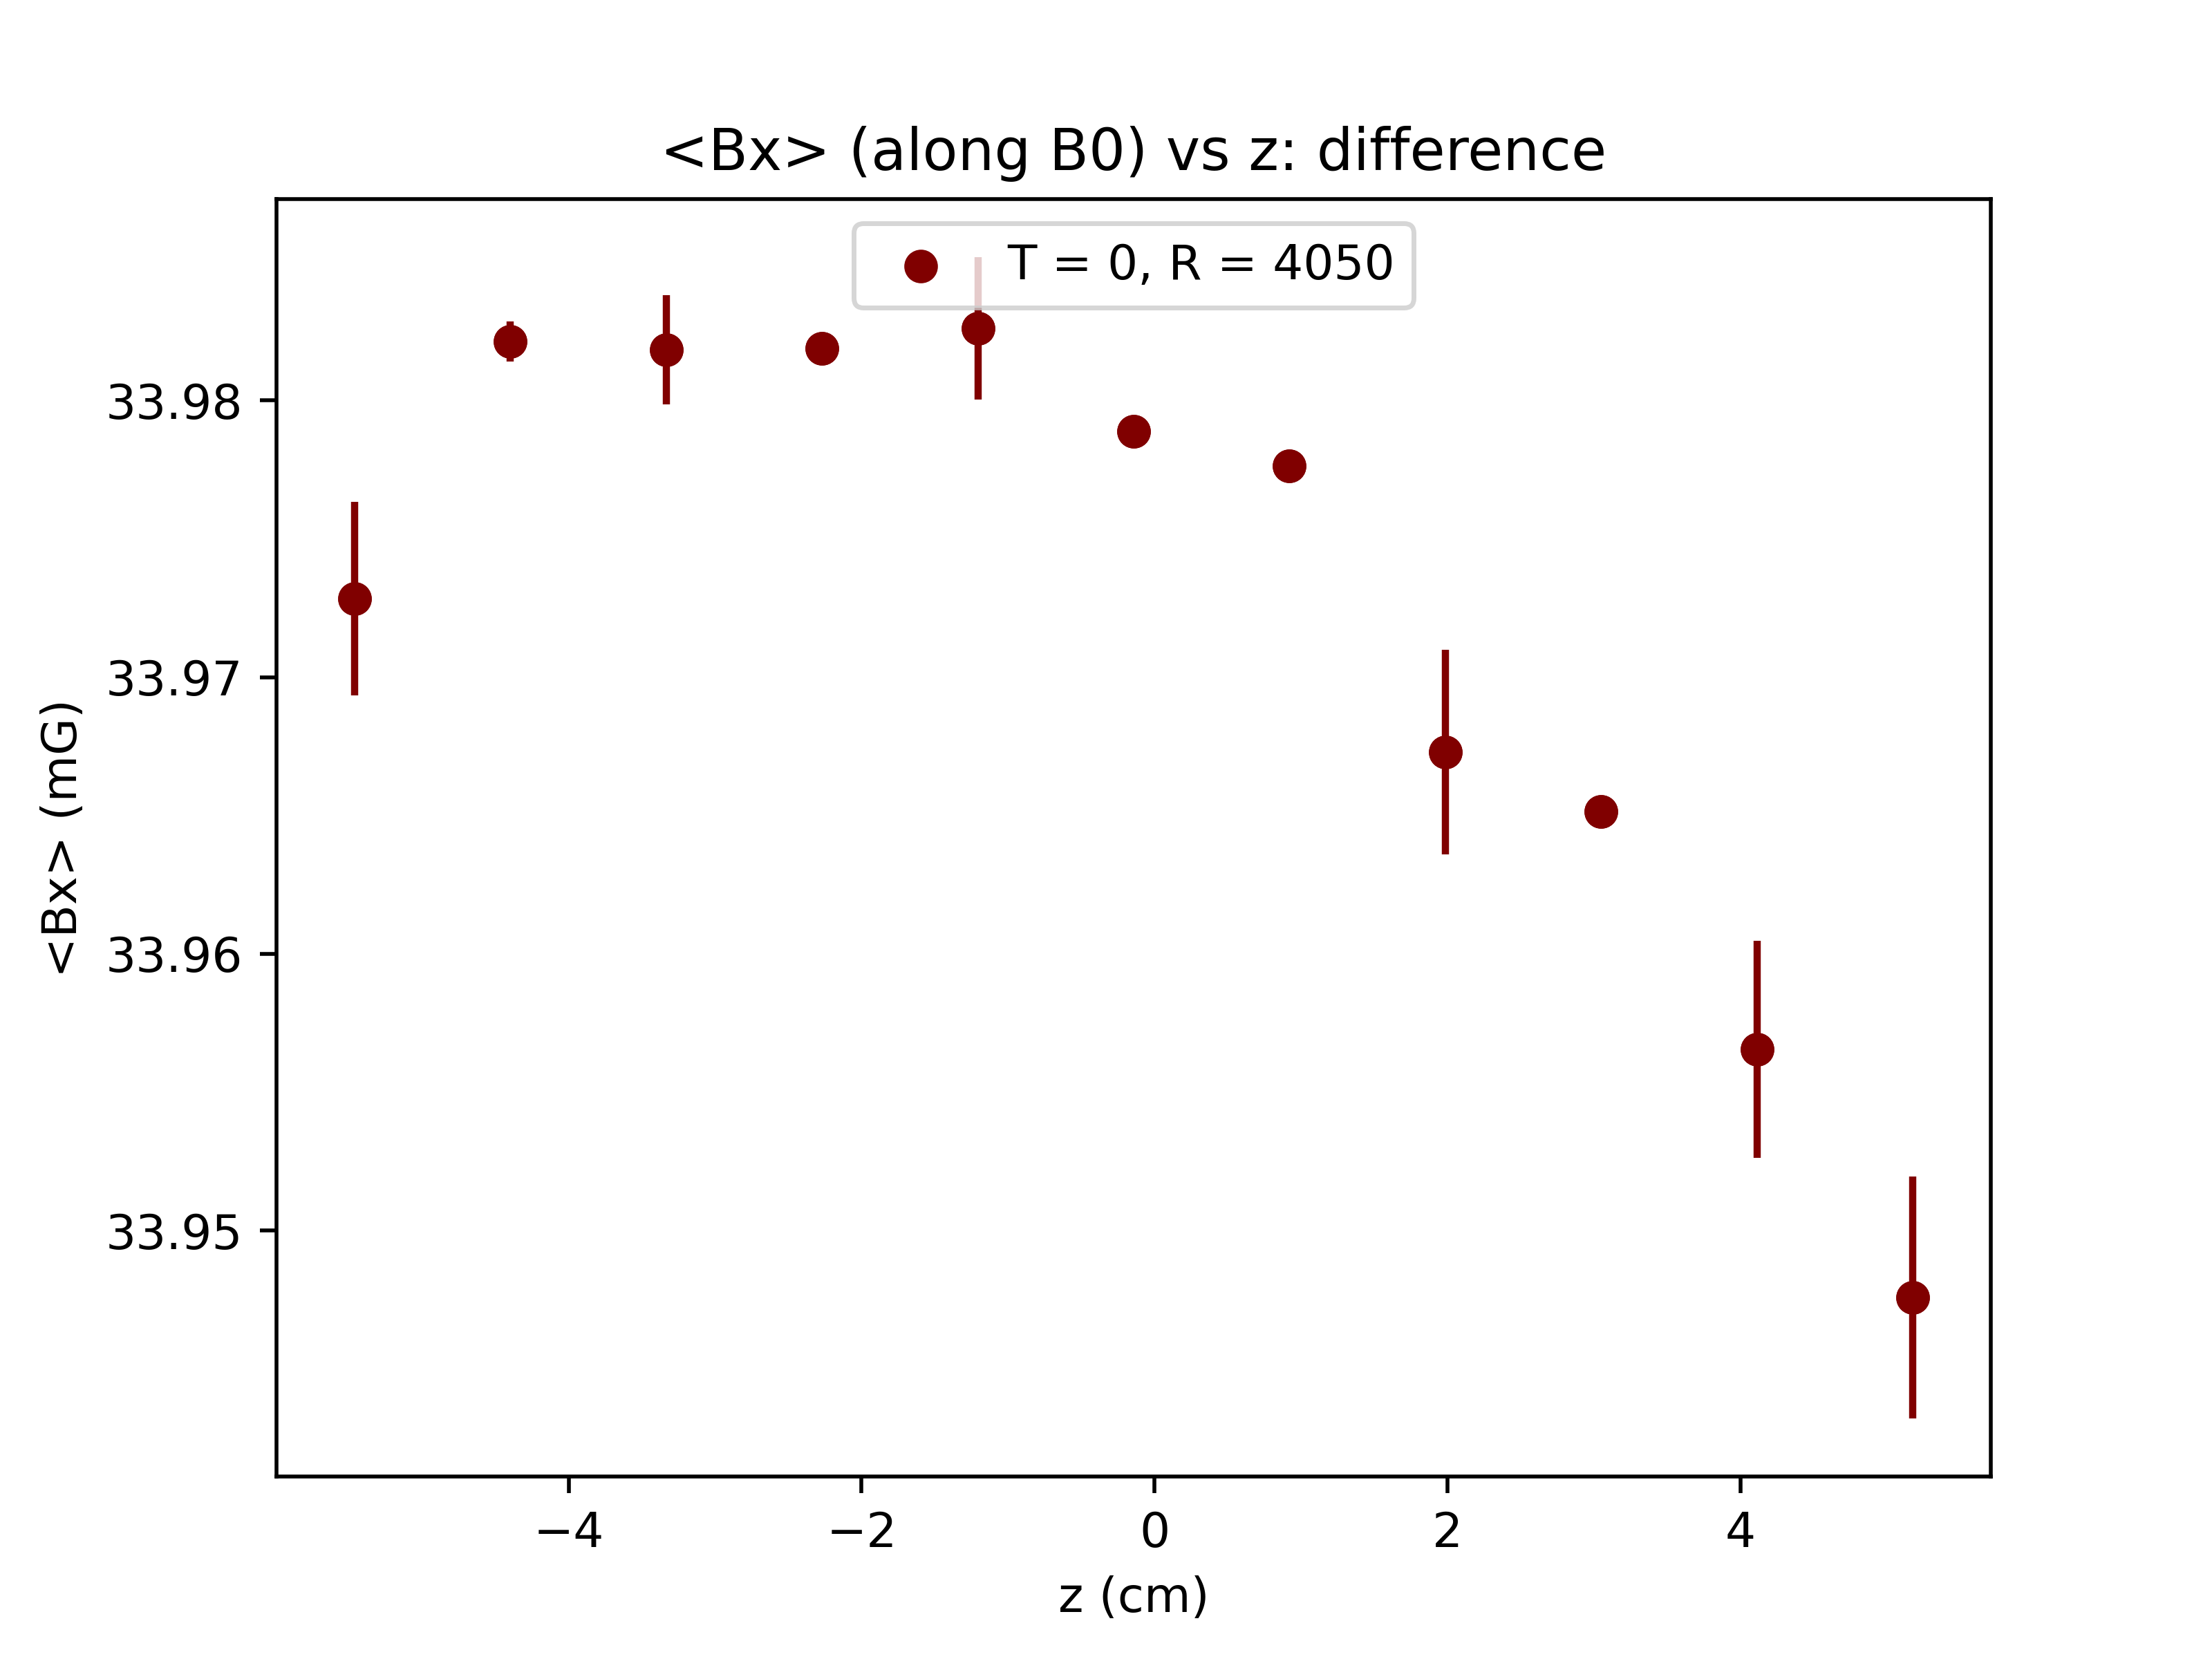 <Bx> (along B0) vs z: difference
T = 0, R = 4050
33.98
33.97
33.96
33.95
<Bx> (mG)
−4 −2 0 2 4
z (cm)